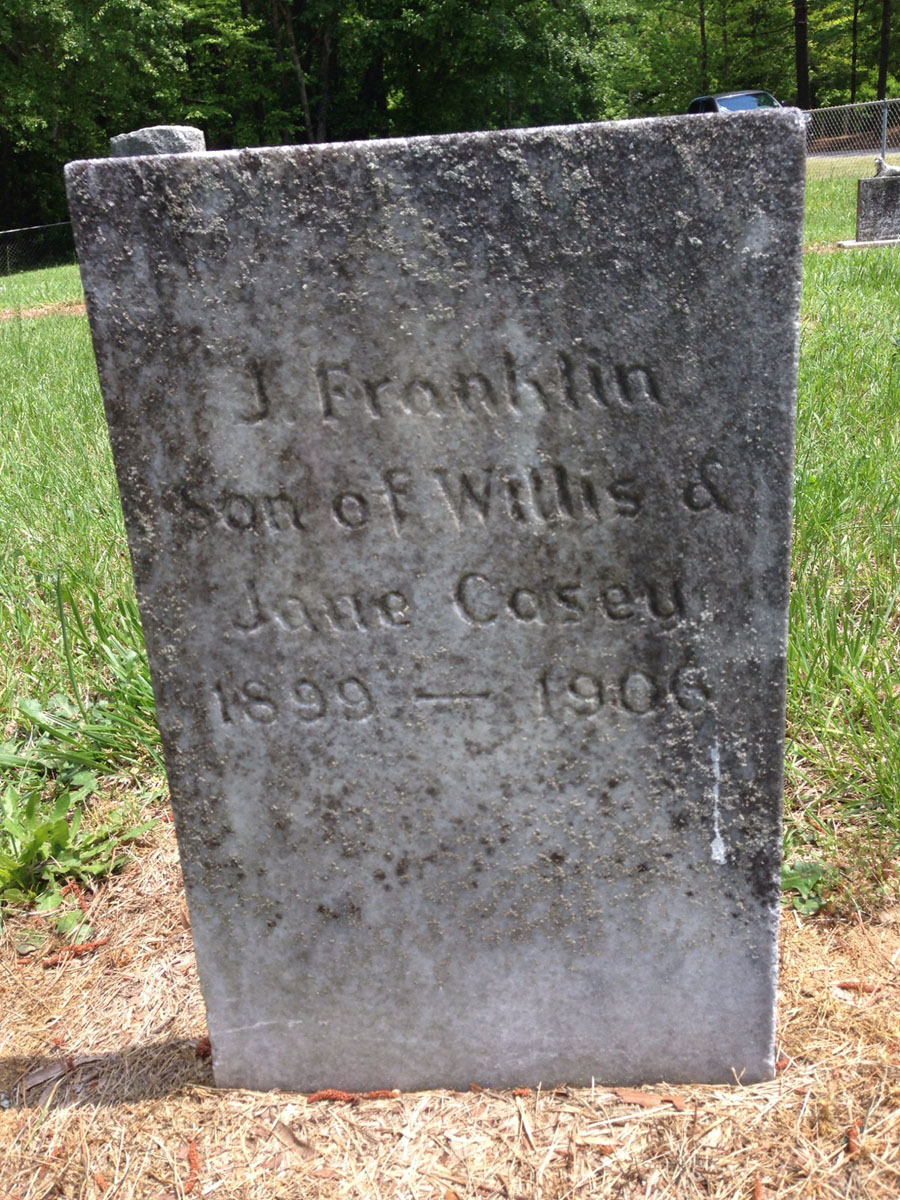 J. Franklin
Son of Willis &
Jane Casey
1899 — 1906